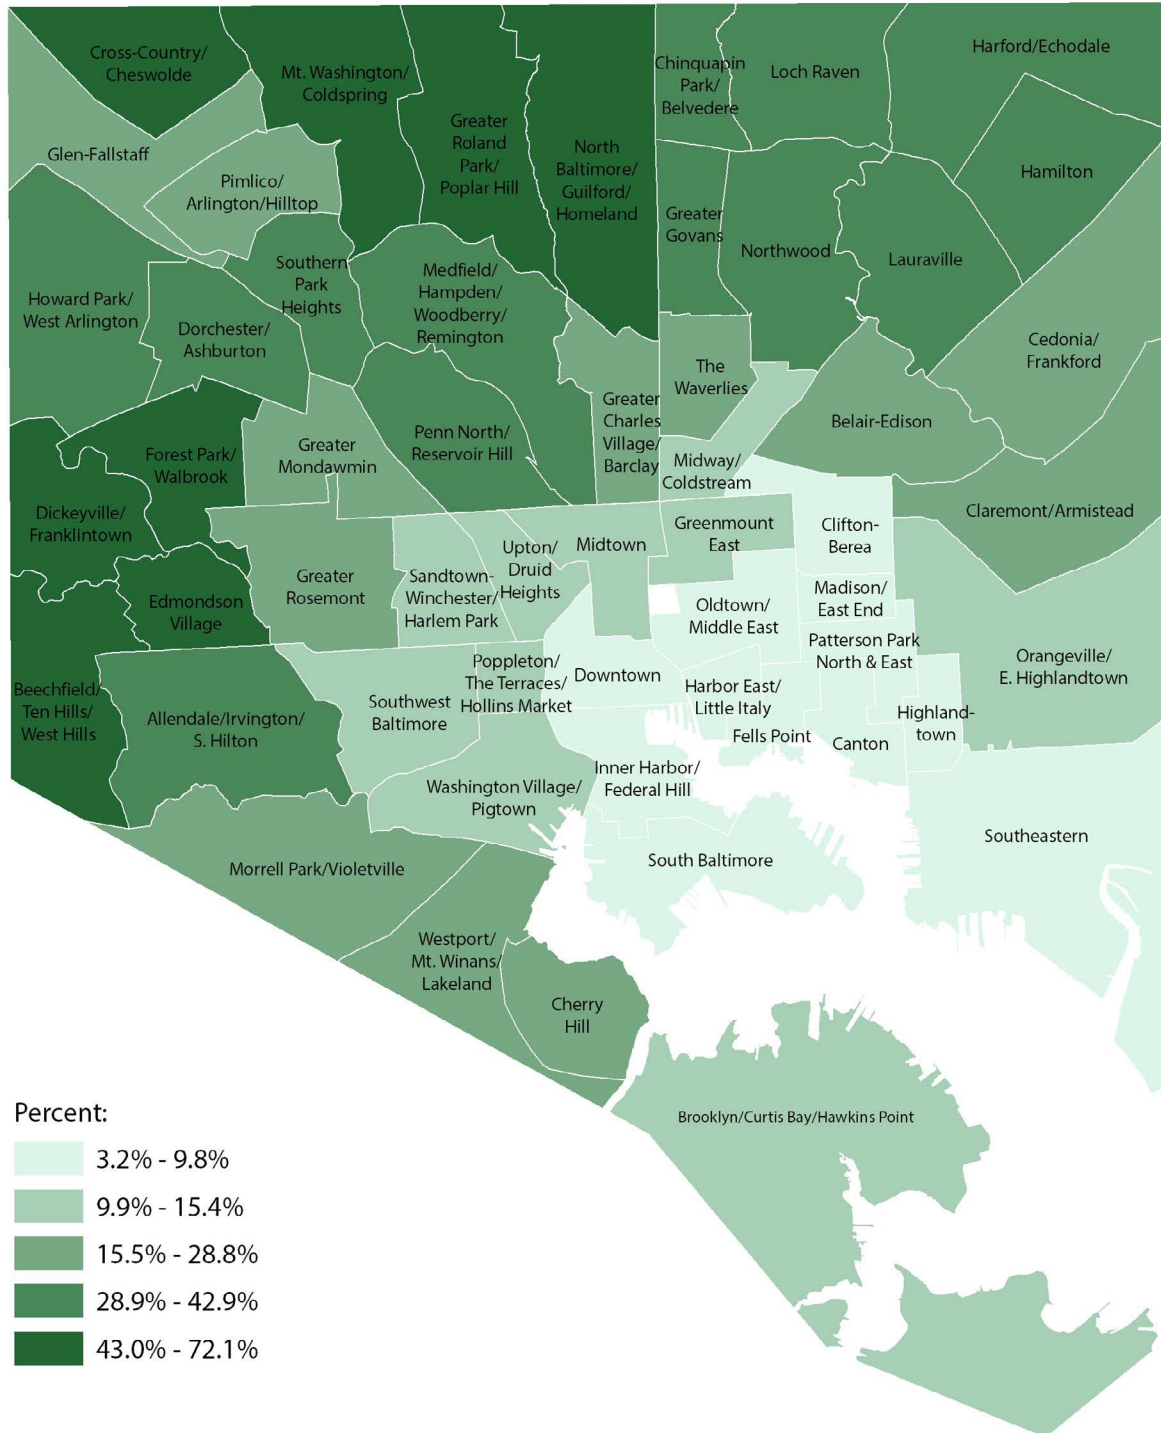 Cross-Country/
Cheswolde
Mt. Washington/
Coldspring
Greater
Roland
Park/
Poplar Hill
North
Baltimore/
Guilford/
Homeland
Chinquapin
Park/
Belvedere
Loch Raven
Harford/Echodale
Glen-Fallstaff
Pimlico/
Arlington/Hilltop
Hamilton
Greater
Govans
Northwood
Lauraville
Howard Park/
West Arlington
Southern
Park
Heights
Dorchester/
Ashburton
Medfield/
Hampden/
Woodberry/
Remington
The
Waverlies
Cedonia/
Frankford
Greater
Charles
Village/
Barclay
Belair-Edison
Forest Park/
Walbrook
Greater
Mondawmin
Penn North/
Reservoir Hill
Midway/
Coldstream
Dickeyville/
Franklintown
Claremont/Armistead
Greenmount
East
Clifton-
Berea
Midtown
Upton/
Druid
Heights
Greater
Rosemont
Sandtown-
Winchester/
Harlem Park
Edmondson
Village
Madison/
East End
Oldtown/
Middle East
Patterson Park
North & East
Orangeville/
E. Highlandtown
Poppleton/
The Terraces/
Hollins Market
Downtown
Harbor East/
Little Italy
Beechfield/
Ten Hills/
West Hills
Allendale/Irvington/
S. Hilton
Southwest
Baltimore
Highland-
town
Fells Point
Canton
Washington Village/
Pigtown
Inner Harbor/
Federal Hill
Southeastern
Morrell Park/Violetville
South Baltimore
Westport/
Mt. Winans/
Lakeland
Cherry
Hill
Brooklyn/Curtis Bay/Hawkins Point
Percent:
3.2% - 9.8%
9.9% - 15.4%
15.5% - 28.8%
28.9% - 42.9%
43.0% - 72.1%